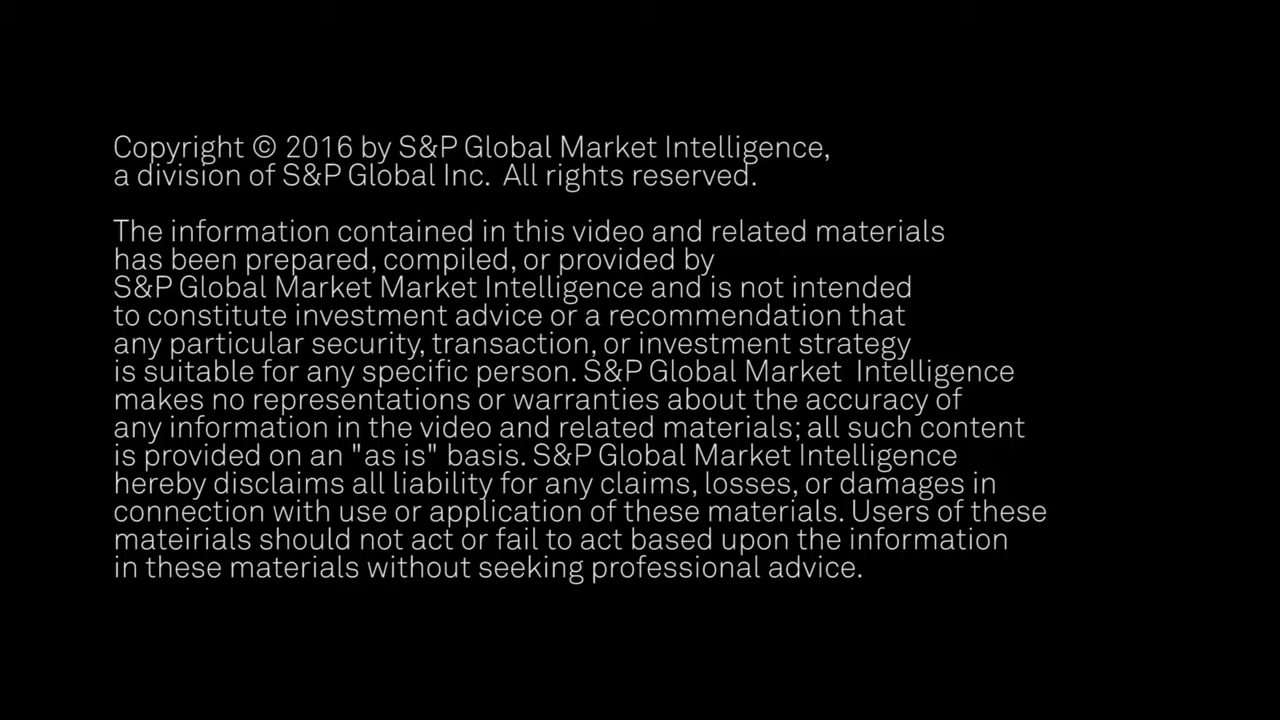 Copyright © 2016 by S&P Global Market Intelligence,
a division of S&P Global Inc.  All rights reserved.
The information contained in this video and related materials
has been prepared, compiled, or provided by
S&P Global Market Market Intelligence and is not intended
to constitute investment advice or a recommendation that
any particular security, transaction, or investment strategy
is suitable for any specific person. S&P Global Market  Intelligence
makes no representations or warranties about the accuracy of
any information in the video and related materials; all such content
is provided on an "as is" basis. S&P Global Market Intelligence
hereby disclaims all liability for any claims, losses, or damages in
connection with use or application of these materials. Users of these
mateirials should not act or fail to act based upon the information
in these materials without seeking professional advice.